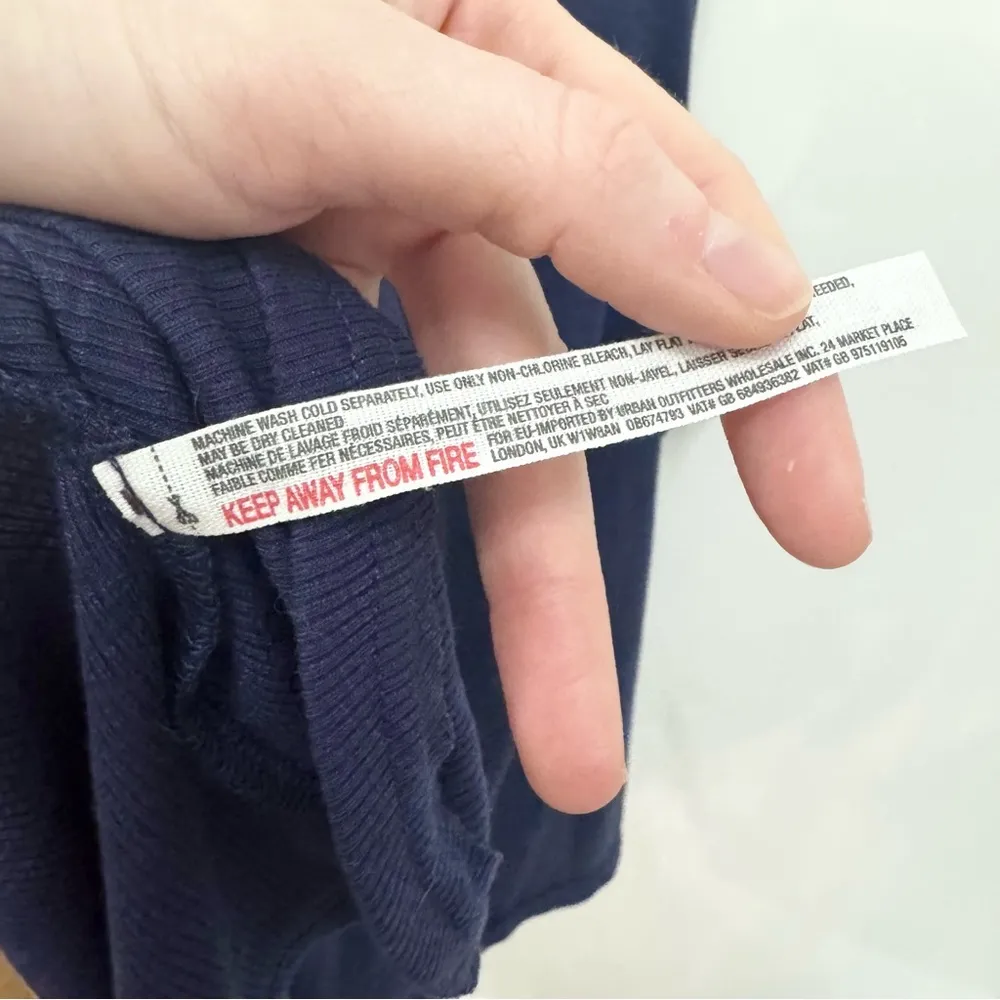 MACHINE WASH COLD SEPARATELY, USE ONLY NON-CHLORINE BLEACH, LAY FLAT EEDED,
MAY BE DRY CLEANED
MACHINE DE LAVAGE FROID SÉPARÉMENT, UTILISEZ SEULEMENT NON-JAVEL, LAISSER LAT,
FAIBLE COMME FER NÉCESSAIRES, PEUT ÊTRE NETTOYER À SEC
KEEP AWAY FROM FIRE
FOR EU-IMPORTED BY URBAN OUTFITTERS WHOLESALE INC. 24 MARKET PLACE
LONDON, UK W1W8AN 0B674793 VAT# GB 684936382 VAT# GB 975119105